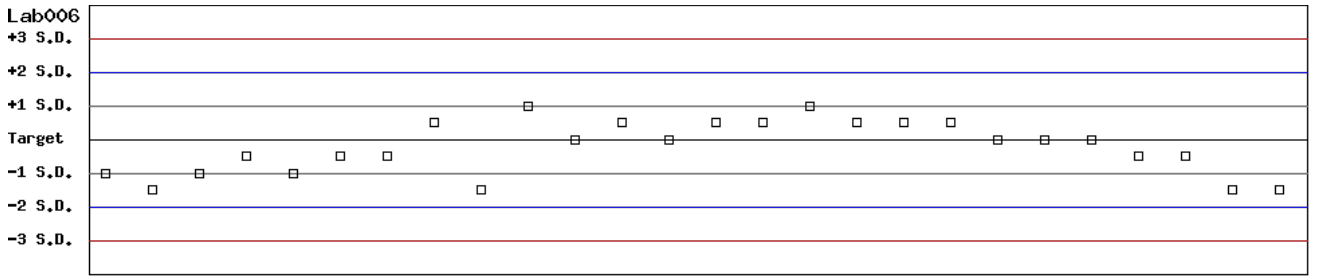 Lab006
+3 S.D.
+2 S.D.
+1 S.D.
Target
-1 S.D.
-2 S.D.
-3 S.D.